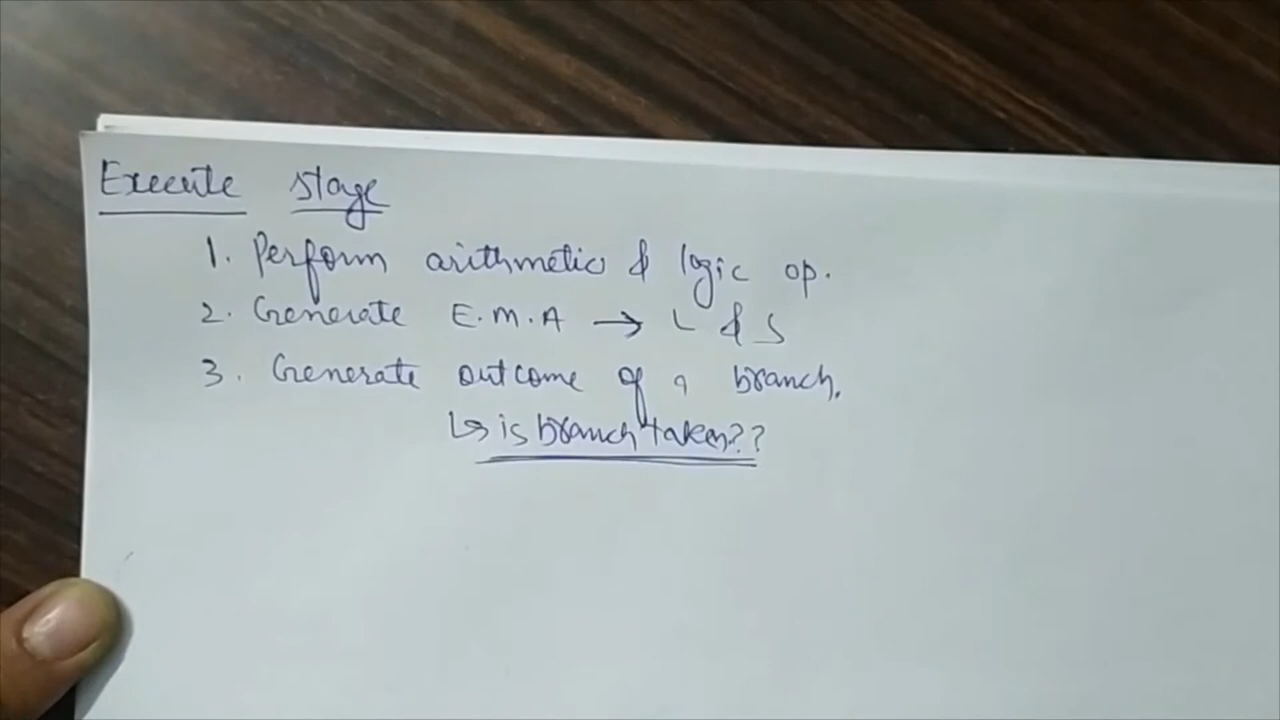 Execute stage
1. Perform arithmetic & logic op.
2. Generate E.M.A → L & S
3. Generate outcome of a branch.
↳ is branch taken??